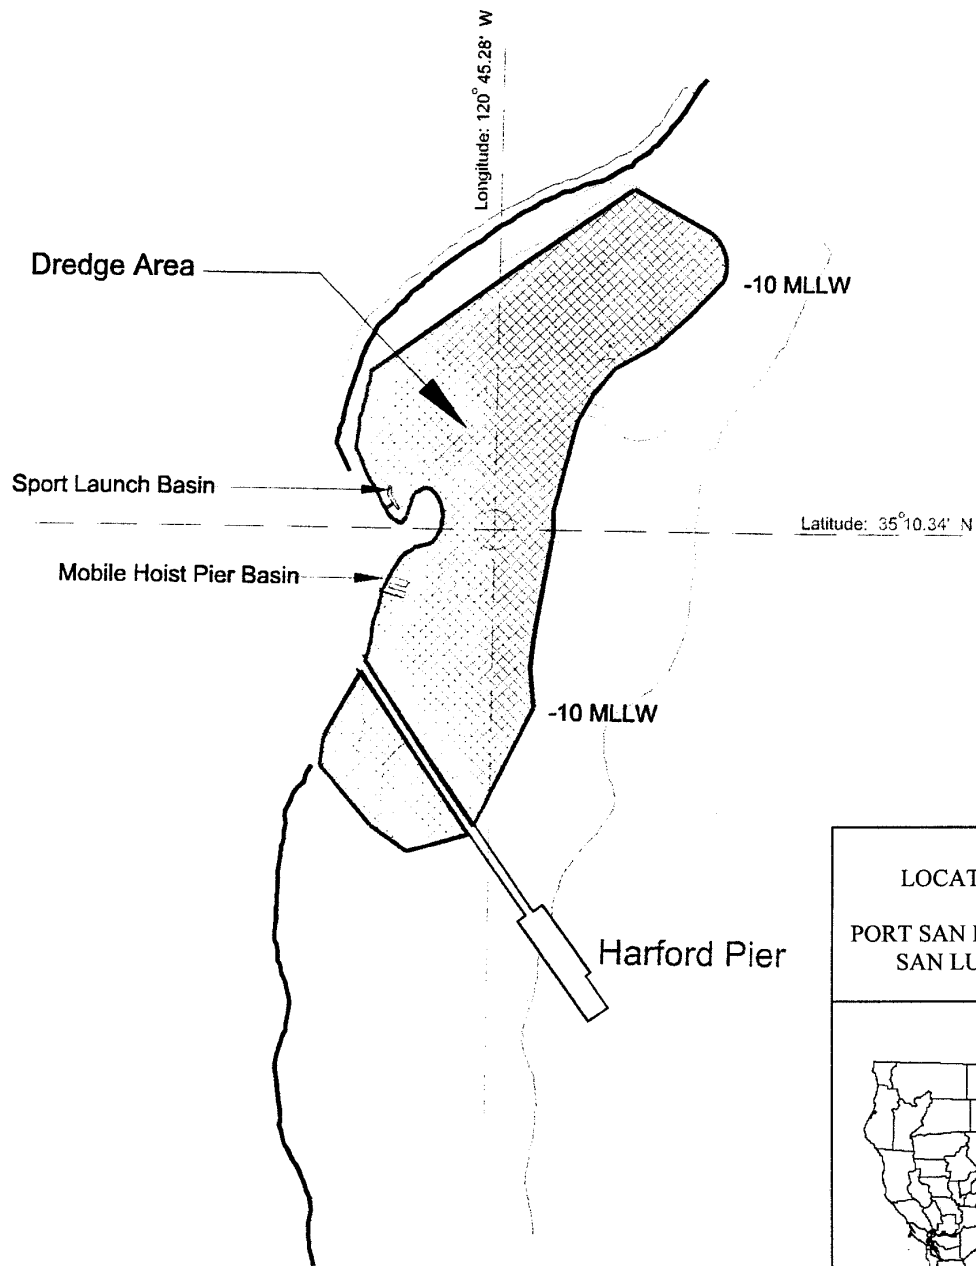 Longitude: 120° 45.28' W
Dredge Area
-10 MLLW
Sport Launch Basin
Latitude: 35°10.34' N
Mobile Hoist Pier Basin
-10 MLLW
Harford Pier
LOCAT
PORT SAN
SAN LU